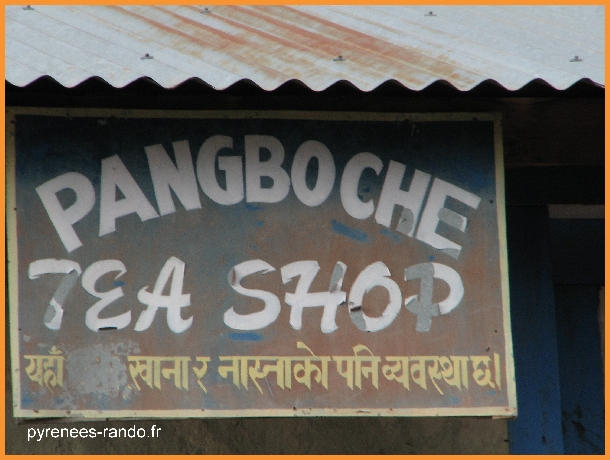 PANGBOCHE
TEA SHOP
यहाँ खाना र नास्ताको पनि व्यवस्था छ।
pyrenees-rando.fr